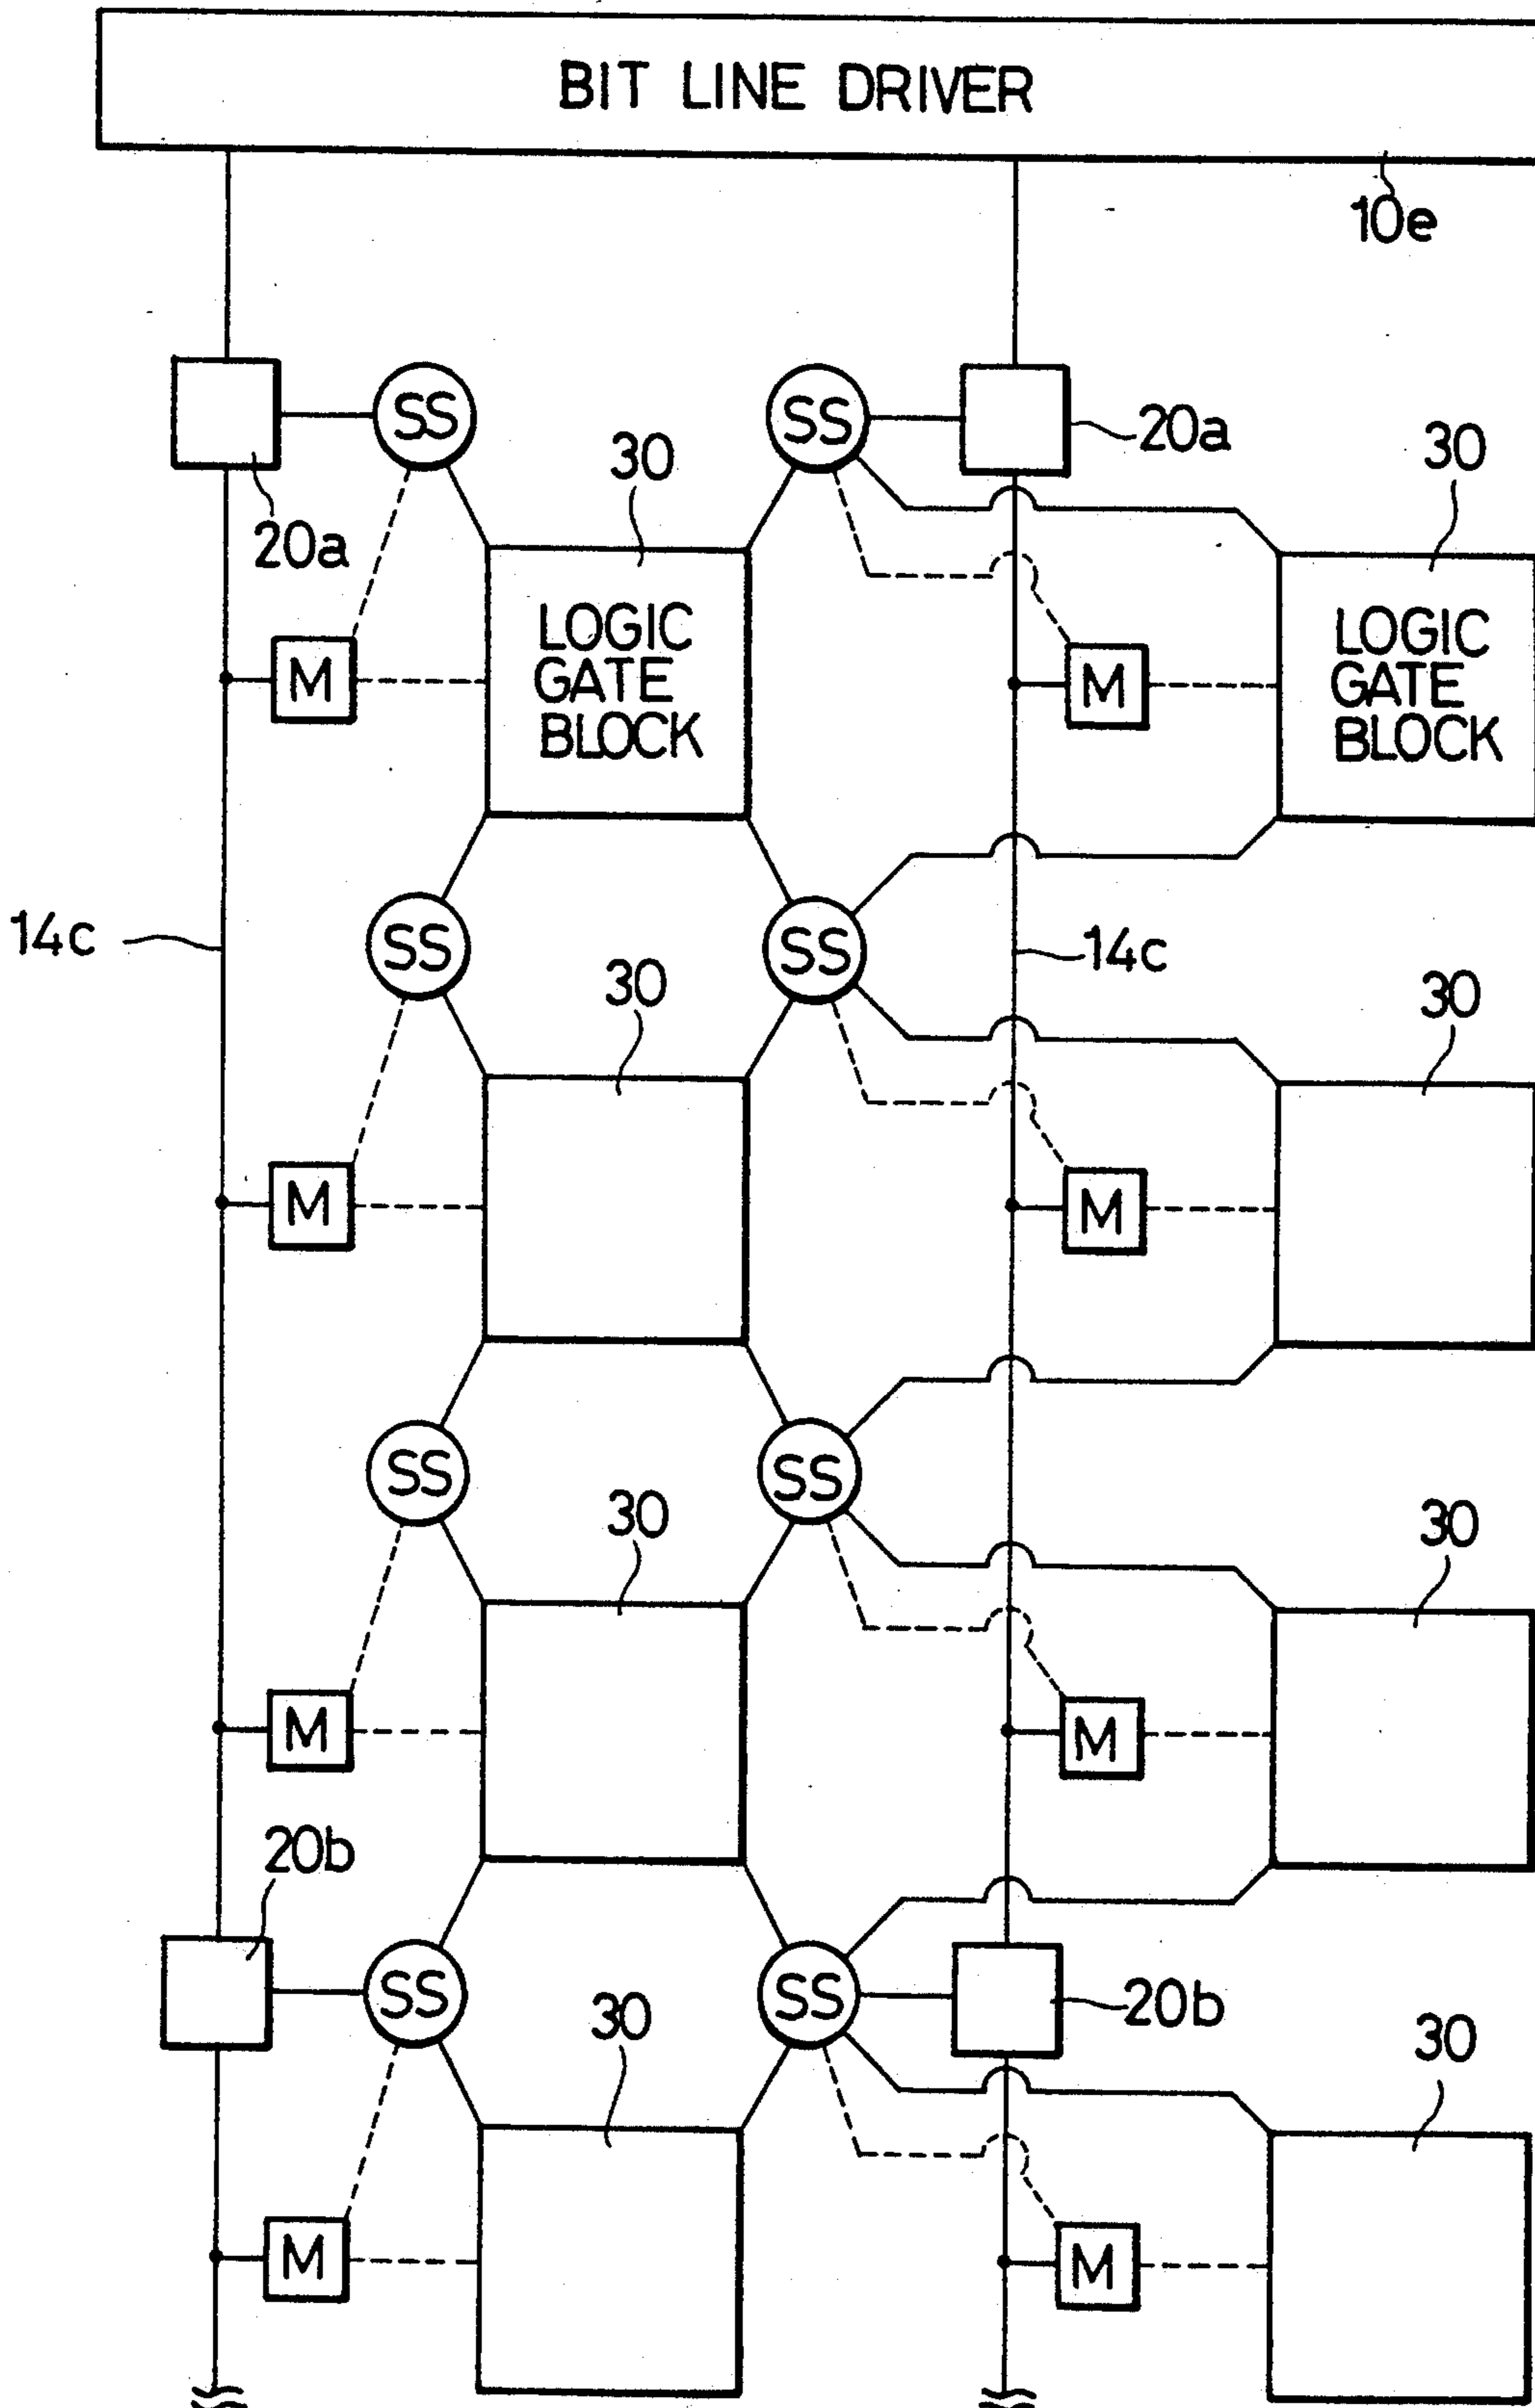 BIT LINE DRIVER
10e
SS
SS
20a
30
30
20a
LOGIC
GATE
BLOCK
LOGIC
GATE
BLOCK
M
M
14c
SS
SS
14c
30
30
M
M
SS
SS
30
30
M
M
20b
SS
SS
20b
30
30
M
M